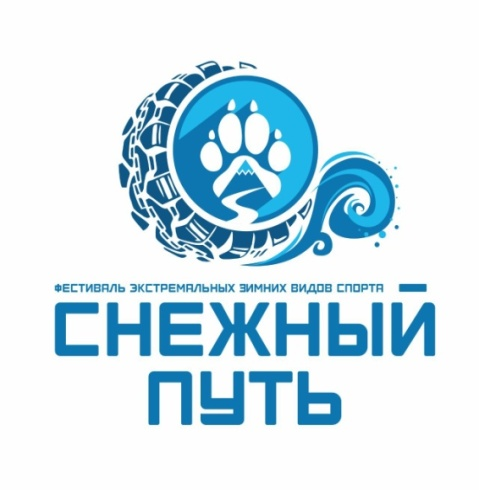 ФЕСТИВАЛЬ ЭКСТРЕМАЛЬНЫХ ЗИМНИХ ВИДОВ СПОРТА
СНЕЖНЫЙ
ПУТЬ